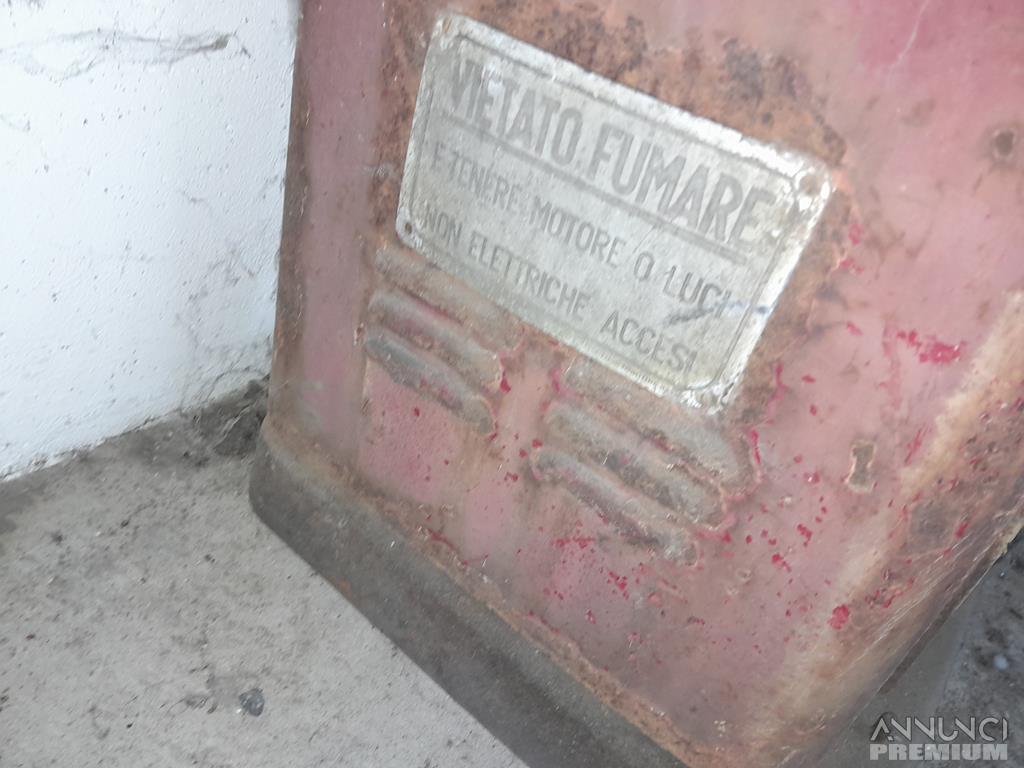 VIETATO FUMARE
E TENERE MOTORE O LUCI
NON ELETTRICHE ACCESI
ANNUNCI
PREMIUM